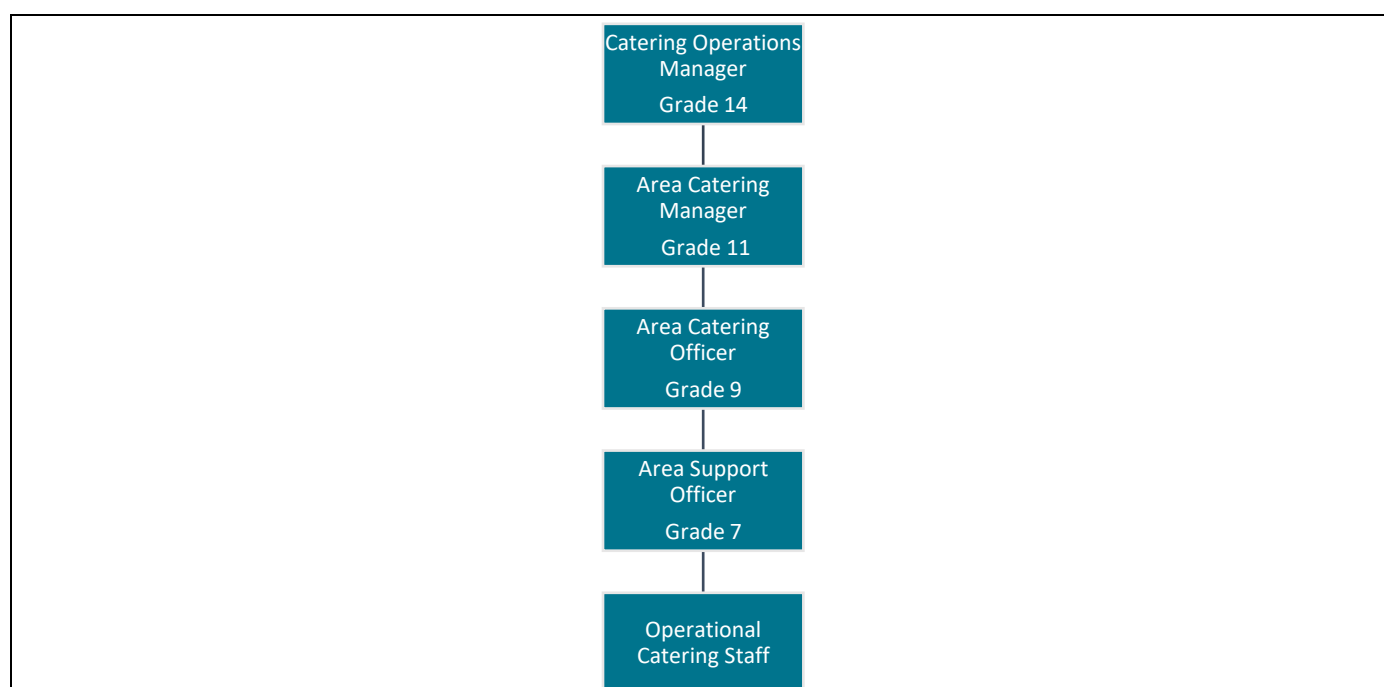 Catering Operations
Manager
Grade 14
Area Catering
Manager
Grade 11
Area Catering
Officer
Grade 9
Area Support
Officer
Grade 7
Operational
Catering Staff